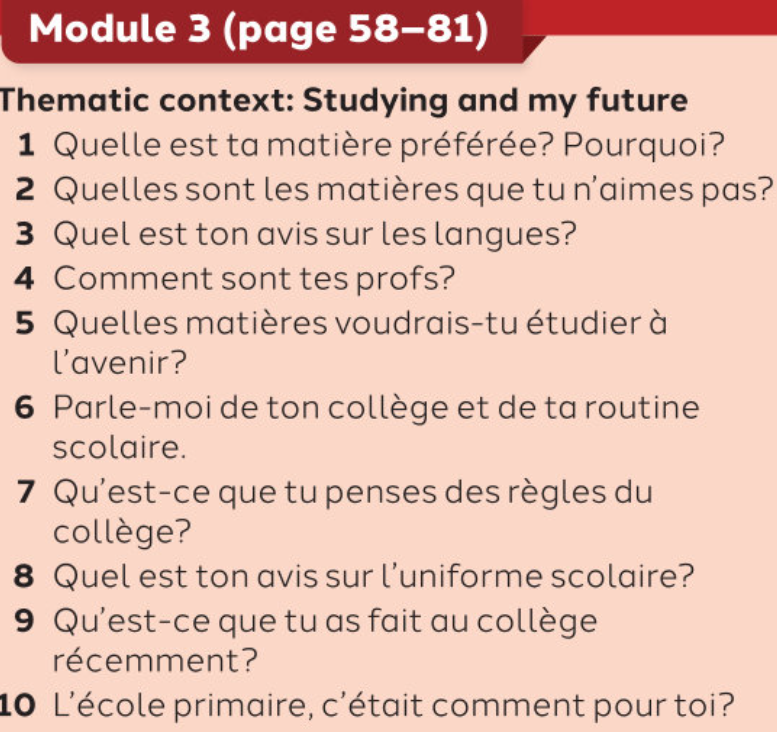 Module 3 (page 58–81)
Thematic context: Studying and my future
1 Quelle est ta matière préférée? Pourquoi?
2 Quelles sont les matières que tu n’aimes pas?
3 Quel est ton avis sur les langues?
4 Comment sont tes profs?
5 Quelles matières voudrais-tu étudier à
l’avenir?
6 Parle-moi de ton collège et de ta routine
scolaire.
7 Qu’est-ce que tu penses des règles du
collège?
8 Quel est ton avis sur l’uniforme scolaire?
9 Qu’est-ce que tu as fait au collège
récemment?
10 L’école primaire, c’était comment pour toi?